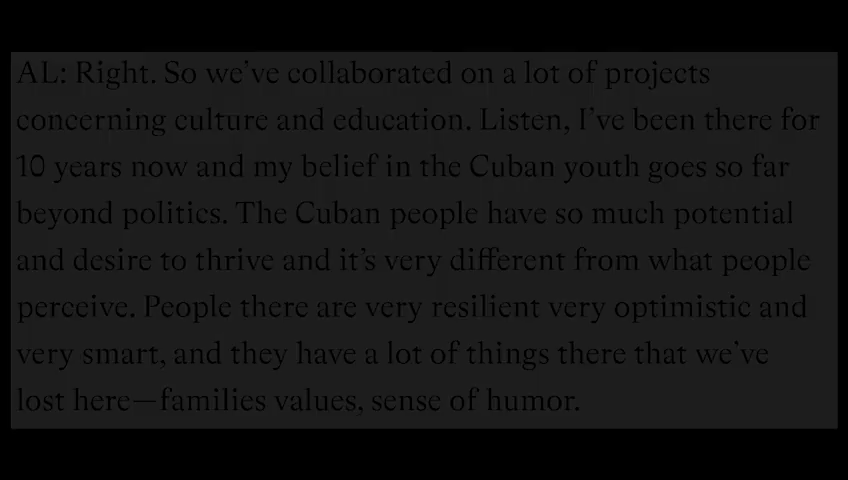 AL: Right. So we've collaborated on a lot of projects
concerning culture and education. Listen, I've been there for
10 years now and my belief in the Cuban youth goes so far
beyond politics. The Cuban people have so much potential
and desire to thrive and it's very different from what people
perceive. People there are very resilient very optimistic and
very smart, and they have a lot of things there that we've
lost here—families values, sense of humor.